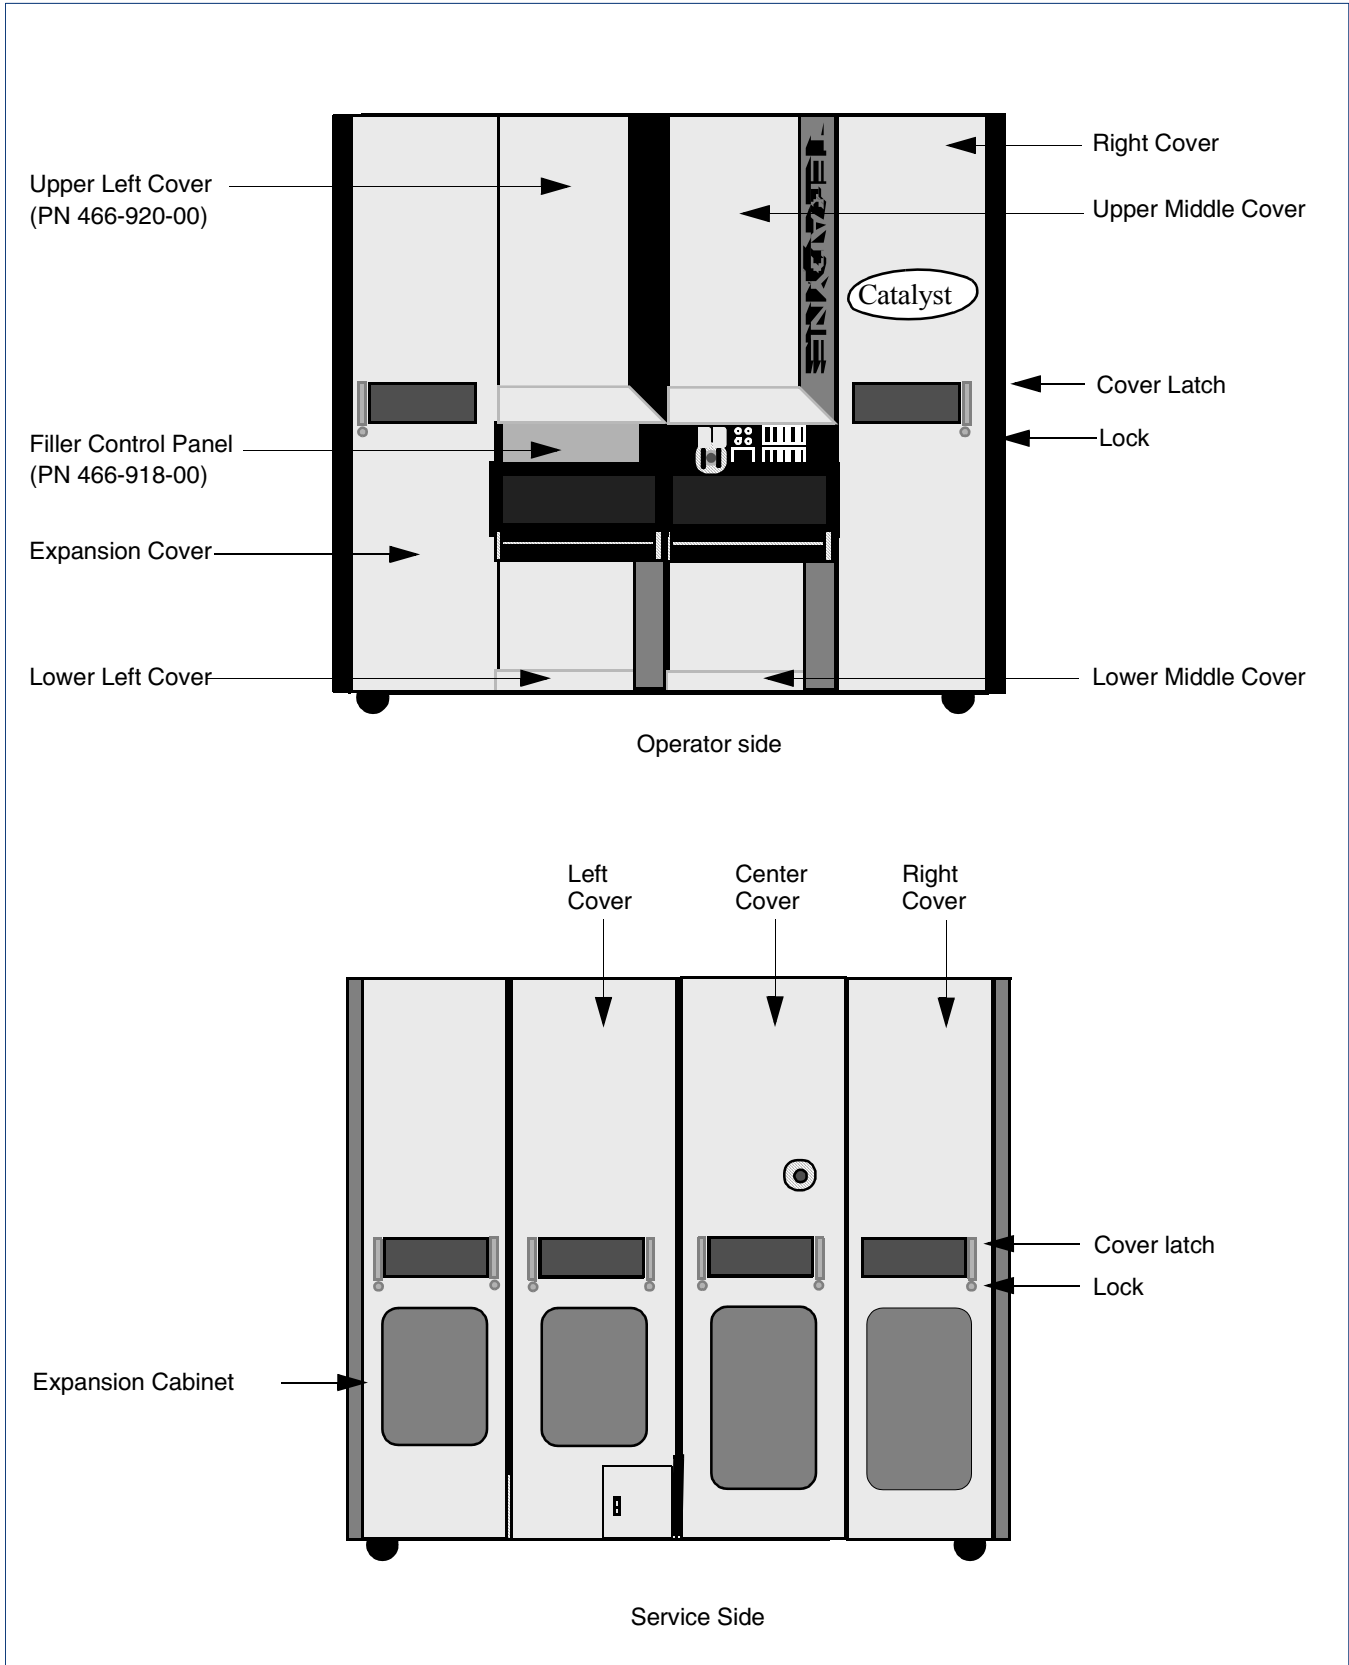 Right Cover
Upper Left Cover
(PN 466-920-00)
Upper Middle Cover
TERADYNE
Catalyst
Cover Latch
Filler Control Panel
(PN 466-918-00)
Lock
Expansion Cover
Lower Left Cover
Lower Middle Cover
Operator side
Left
Cover
Center
Cover
Right
Cover
Cover latch
Lock
Expansion Cabinet
Service Side